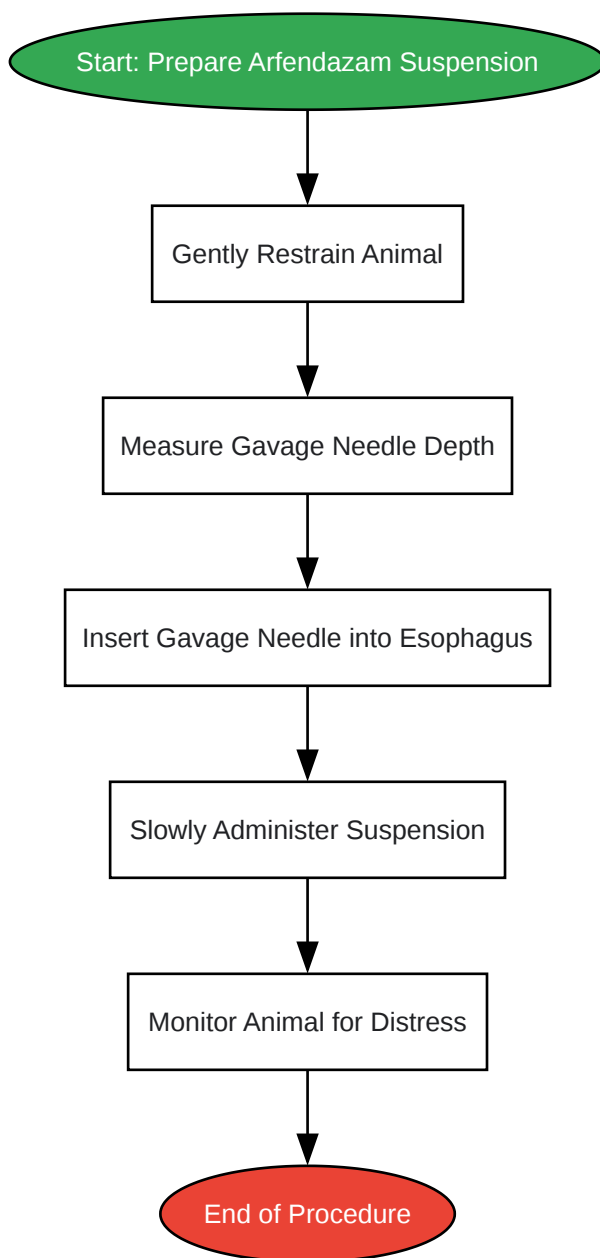 Start: Prepare Arfendazam Suspension
Gently Restrain Animal
Measure Gavage Needle Depth
Insert Gavage Needle into Esophagus
Slowly Administer Suspension
Monitor Animal for Distress
End of Procedure